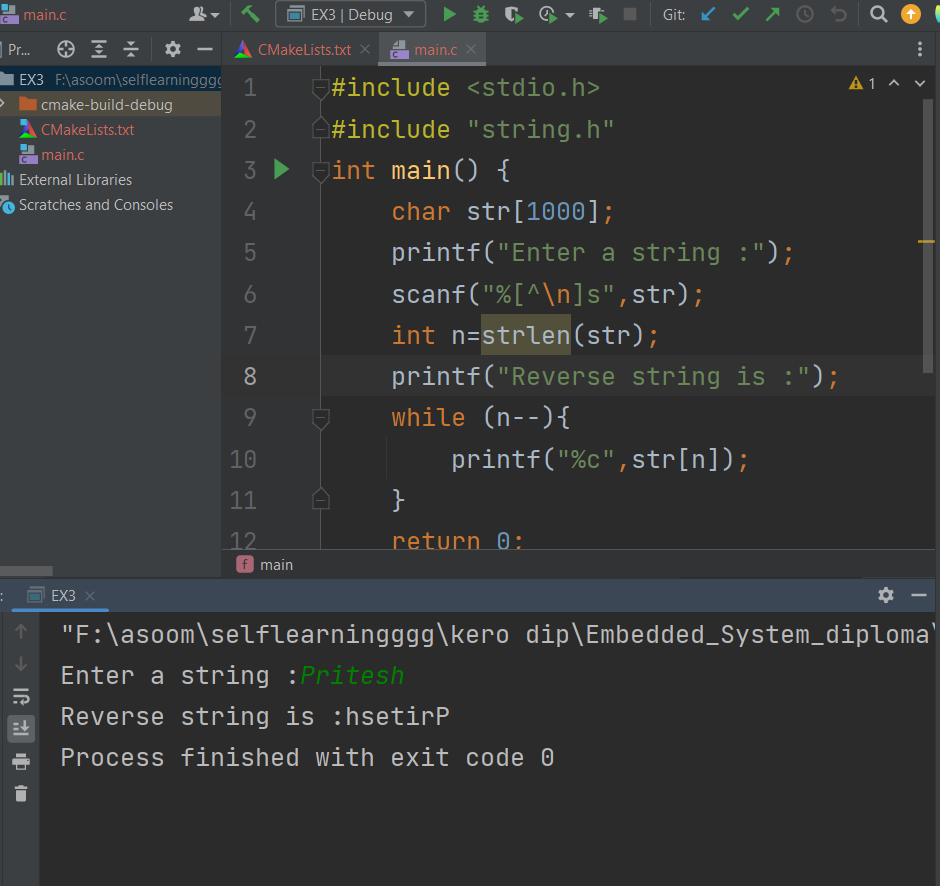 main.c
EX3 | Debug
Git:
Pr...
CMakeLists.txt
main.c
EX3 F:\asoom\selflearningggg
cmake-build-debug
CMakeLists.txt
main.c
External Libraries
Scratches and Consoles
1 #include <stdio.h>
1
2 #include "string.h"
3 int main() {
4 char str[1000];
5 printf("Enter a string :");
6 scanf("%[^\n]s",str);
7 int n=strlen(str);
8 printf("Reverse string is :");
9 while (n--){
10 printf("%c",str[n]);
11 }
12 return 0;
f main
: EX3
"F:\asoom\selflearningggg\kero dip\Embedded_System_diploma\
Enter a string :Pritesh
Reverse string is :hsetirP
Process finished with exit code 0